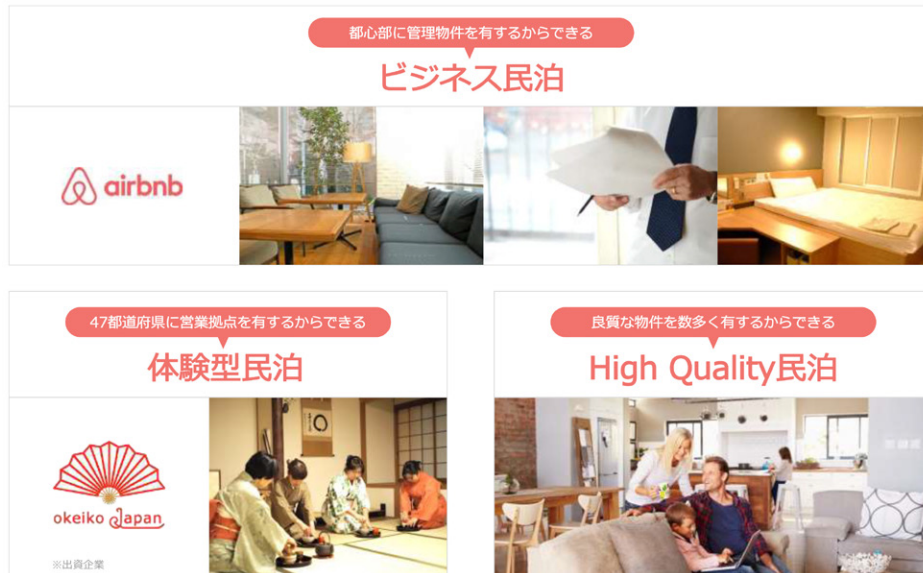 都心部に管理物件を有するからできる
ビジネス民泊
airbnb
47都道府県に営業拠点を有するからできる
体験型民泊
okeiko Japan
※出資企業
良質な物件を数多く有するからできる
High Quality民泊